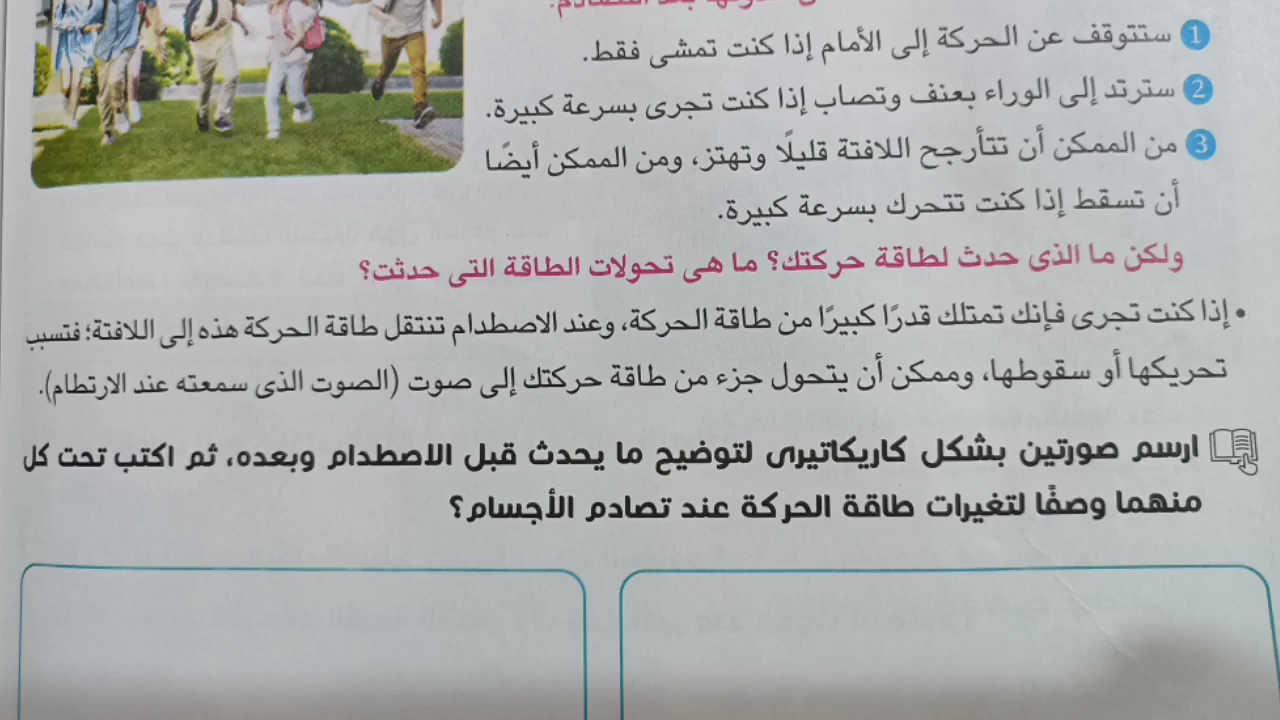 1 ستتوقف عن الحركة إلى الأمام إذا كنت تمشى فقط.
2 سترتد إلى الوراء بعنف وتصاب إذا كنت تجرى بسرعة كبيرة.
3 من الممكن أن تتأرجح اللافتة قليلًا وتهتز، ومن الممكن أيضًا
أن تسقط إذا كنت تتحرك بسرعة كبيرة.
ولكن ما الذى حدث لطاقة حركتك؟ ما هى تحولات الطاقة التى حدثت؟
• إذا كنت تجرى فإنك تمتلك قدرًا كبيرًا من طاقة الحركة، وعند الاصطدام تنتقل طاقة الحركة هذه إلى اللافتة؛ فتسبب
تحريكها أو سقوطها، وممكن أن يتحول جزء من طاقة حركتك إلى صوت (الصوت الذى سمعته عند الارتطام).
ارسم صورتين بشكل كاريكاتيرى لتوضيح ما يحدث قبل الاصطدام وبعده، ثم اكتب تحت كل
منهما وصفًا لتغيرات طاقة الحركة عند تصادم الأجسام؟